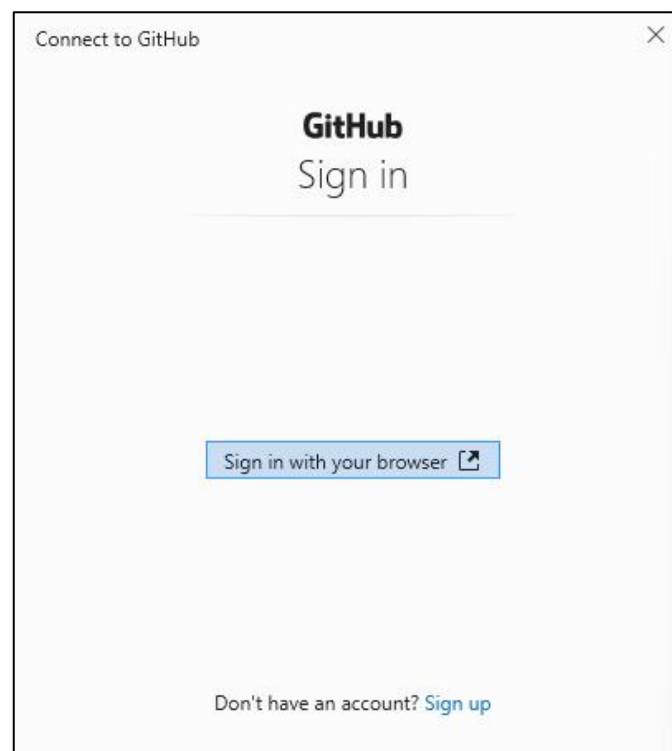 Connect to GitHub
GitHub
Sign in
Sign in with your browser
Don't have an account? Sign up